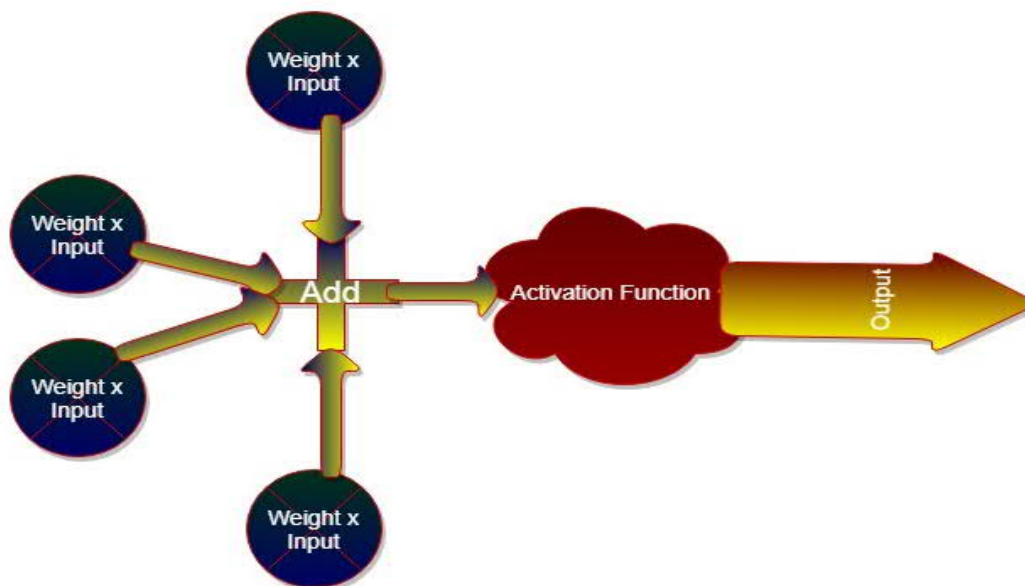 Weight x
Input
Weight x
Input
Add
Activation Function
Output
Weight x
Input
Weight x
Input